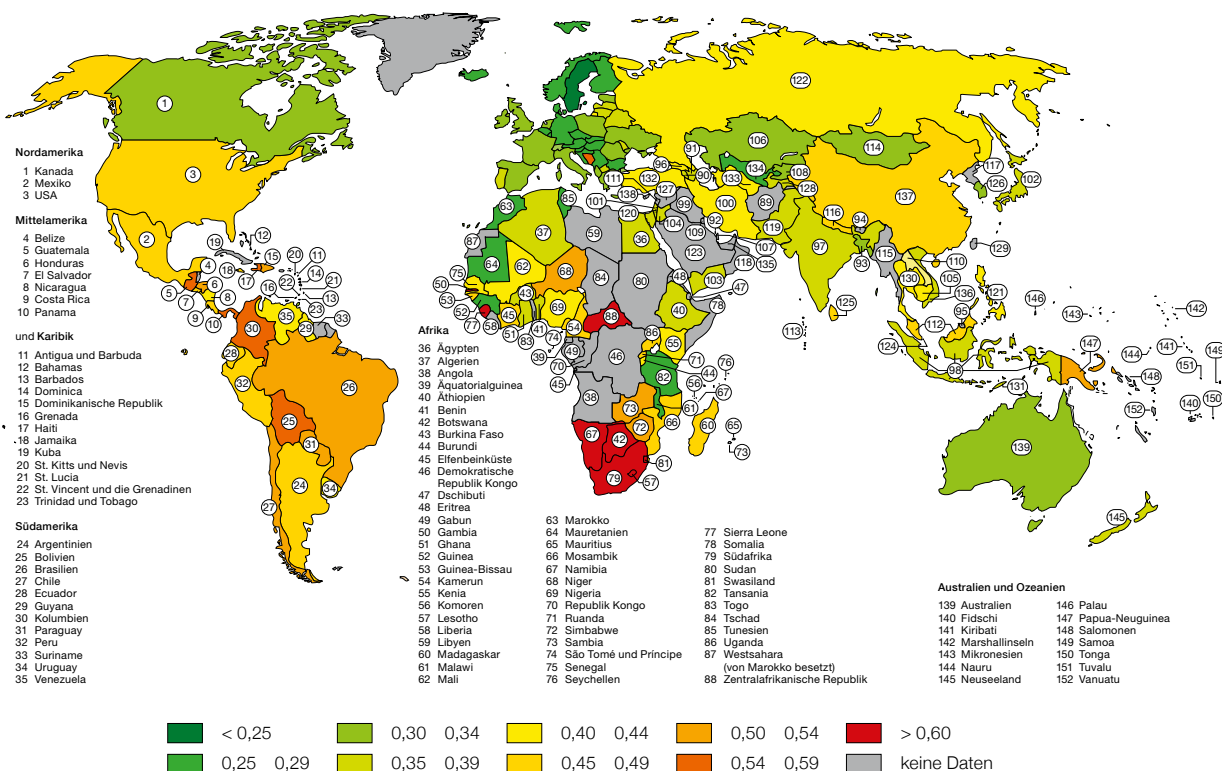 Nordamerika
1 Kanada
2 Mexiko
3 USA
Mittelamerika
4 Belize
5 Guatemala
6 Honduras
7 El Salvador
8 Nicaragua
9 Costa Rica
10 Panama
und Karibik
11 Antigua und Barbuda
12 Bahamas
13 Barbados
14 Dominica
15 Dominikanische Republik
16 Grenada
17 Haiti
18 Jamaika
19 Kuba
20 St. Kitts und Nevis
21 St. Lucia
22 St. Vincent und die Grenadinen
23 Trinidad und Tobago
Südamerika
24 Argentinien
25 Bolivien
26 Brasilien
27 Chile
28 Ecuador
29 Guyana
30 Kolumbien
31 Paraguay
32 Peru
33 Suriname
34 Uruguay
35 Venezuela
Afrika
36 Ägypten
37 Algerien
38 Angola
39 Äquatorialguinea
40 Äthiopien
41 Benin
42 Botswana
43 Burkina Faso
44 Burundi
45 Elfenbeinküste
46 Demokratische
Republik Kongo
47 Dschibuti
48 Eritrea
49 Gabun
50 Gambia
51 Ghana
52 Guinea
53 Guinea-Bissau
54 Kamerun
55 Kenia
56 Komoren
57 Lesotho
58 Liberia
59 Libyen
60 Madagaskar
61 Malawi
62 Mali
63 Marokko
64 Mauretanien
65 Mauritius
66 Mosambik
67 Namibia
68 Niger
69 Nigeria
70 Republik Kongo
71 Ruanda
72 Simbabwe
73 Sambia
74 São Tomé und Príncipe
75 Senegal
76 Seychellen
77 Sierra Leone
78 Somalia
79 Südafrika
80 Sudan
81 Swasiland
82 Tansania
83 Togo
84 Tschad
85 Tunesien
86 Uganda
87 Westsahara
(von Marokko besetzt)
88 Zentralafrikanische Republik
Australien und Ozeanien
139 Australien
140 Fidschi
141 Kiribati
142 Marshallinseln
143 Mikronesien
144 Nauru
145 Neuseeland
146 Palau
147 Papua-Neuguinea
148 Salomonen
149 Samoa
150 Tonga
151 Tuvalu
152 Vanuatu
< 0,25
0,30 0,34
0,40 0,44
0,50 0,54
> 0,60
0,25 0,29
0,35 0,39
0,45 0,49
0,54 0,59
keine Daten